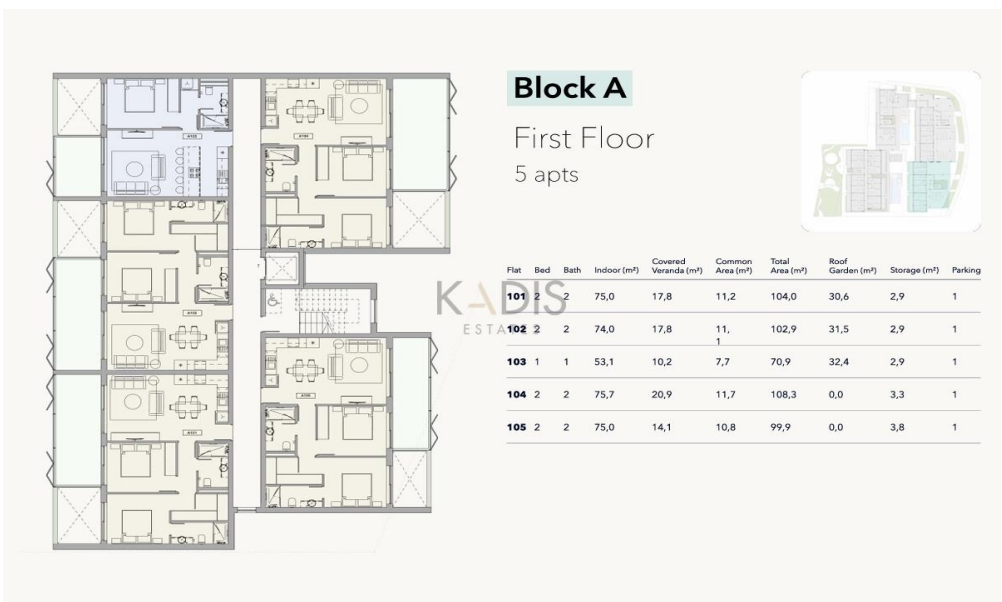 Block A
First Floor
5 apts
Flat Bed Bath Indoor (m²) Covered Veranda (m²) Common Area (m²) Total Area (m²) Roof Garden (m²) Storage (m²) Parking
101 2 2 75,0 17,8 11,2 104,0 30,6 2,9 1
102 2 2 74,0 17,8 11,1 102,9 31,5 2,9 1
103 1 1 53,1 10,2 7,7 70,9 32,4 2,9 1
104 2 2 75,7 20,9 11,7 108,3 0,0 3,3 1
105 2 2 75,0 14,1 10,8 99,9 0,0 3,8 1
KADIS
ESTATES
A103
A104
A102
A105
A101